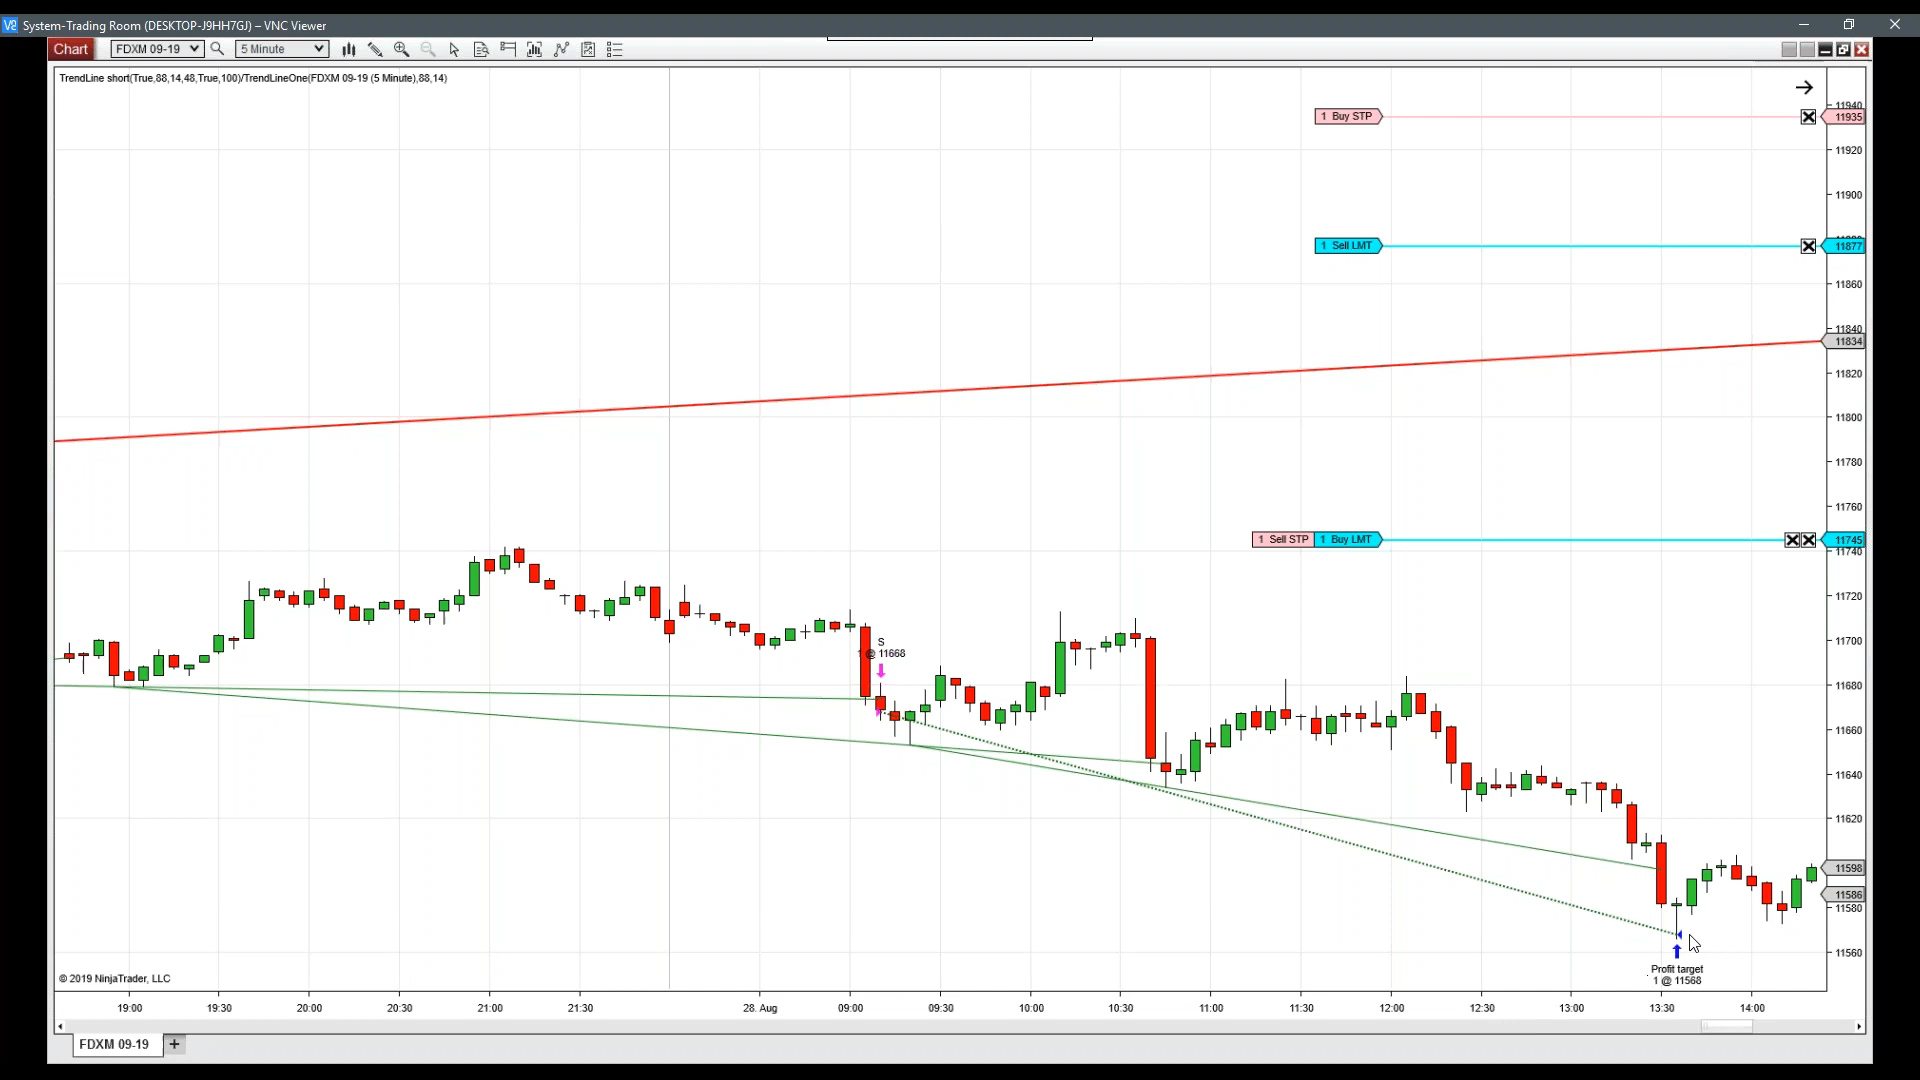 System-Trading Room (DESKTOP-J9HH7GJ) – VNC Viewer
Chart FDXM 09-19 5 Minute
TrendLine short(True,88,14,48,True,100)/TrendLineOne(FDXM 09-19 (5 Minute),88,14)
11940
1 Buy STP 11935
11920
11900
1 Sell LMT 11877
11860
11840
11834
11820
11800
11780
11760
1 Sell STP 1 Buy LMT 11745
11740
11720
11700
S
1 @ 11668
11680
11660
11640
11620
11598
11586
11580
11560
Profit target
1 @ 11568
© 2019 NinjaTrader, LLC
19:00 19:30 20:00 20:30 21:00 21:30 28. Aug 09:00 09:30 10:00 10:30 11:00 11:30 12:00 12:30 13:00 13:30 14:00
FDXM 09-19 +